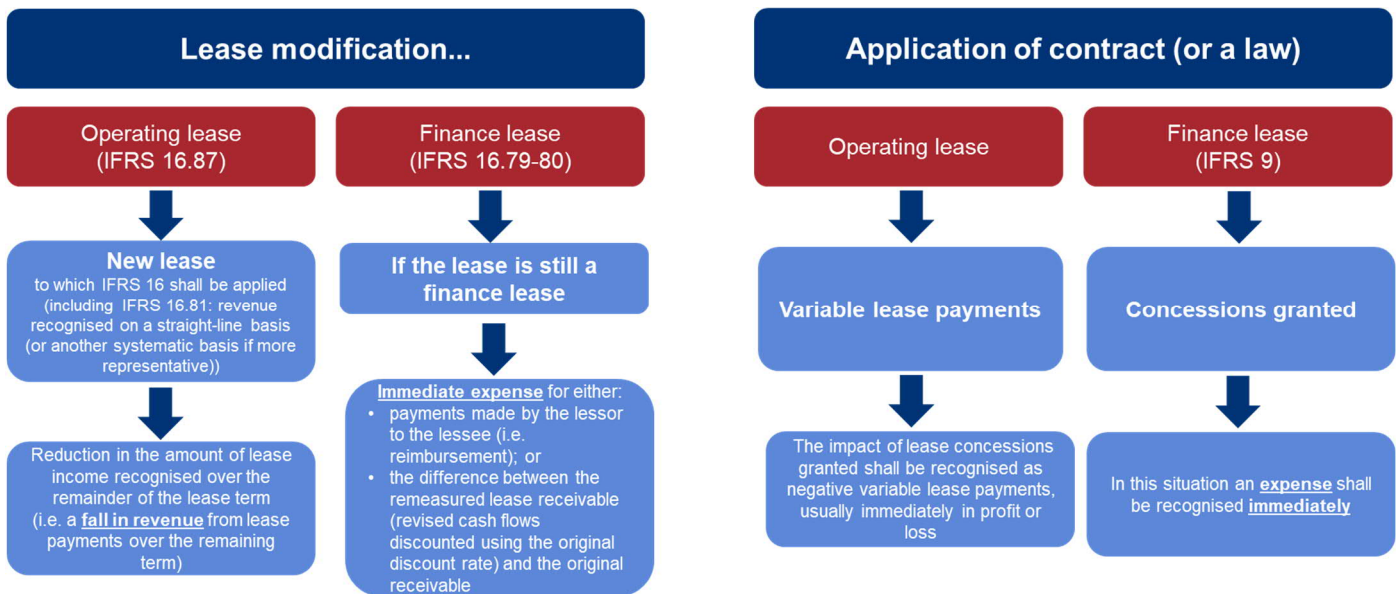 Lease modification...
Operating lease
(IFRS 16.87)
New lease
to which IFRS 16 shall be applied
(including IFRS 16.81: revenue
recognised on a straight-line basis
(or another systematic basis if more
representative))
Reduction in the amount of lease
income recognised over the
remainder of the lease term
(i.e. a fall in revenue from lease
payments over the remaining
term)
Finance lease
(IFRS 16.79-80)
If the lease is still a
finance lease
Immediate expense for either:
• payments made by the lessor
to the lessee (i.e.
reimbursement); or
• the difference between the
remeasured lease receivable
(revised cash flows
discounted using the original
discount rate) and the original
receivable
Application of contract (or a law)
Operating lease
Variable lease payments
The impact of lease concessions
granted shall be recognised as
negative variable lease payments,
usually immediately in profit or
loss
Finance lease
(IFRS 9)
Concessions granted
In this situation an expense shall
be recognised immediately